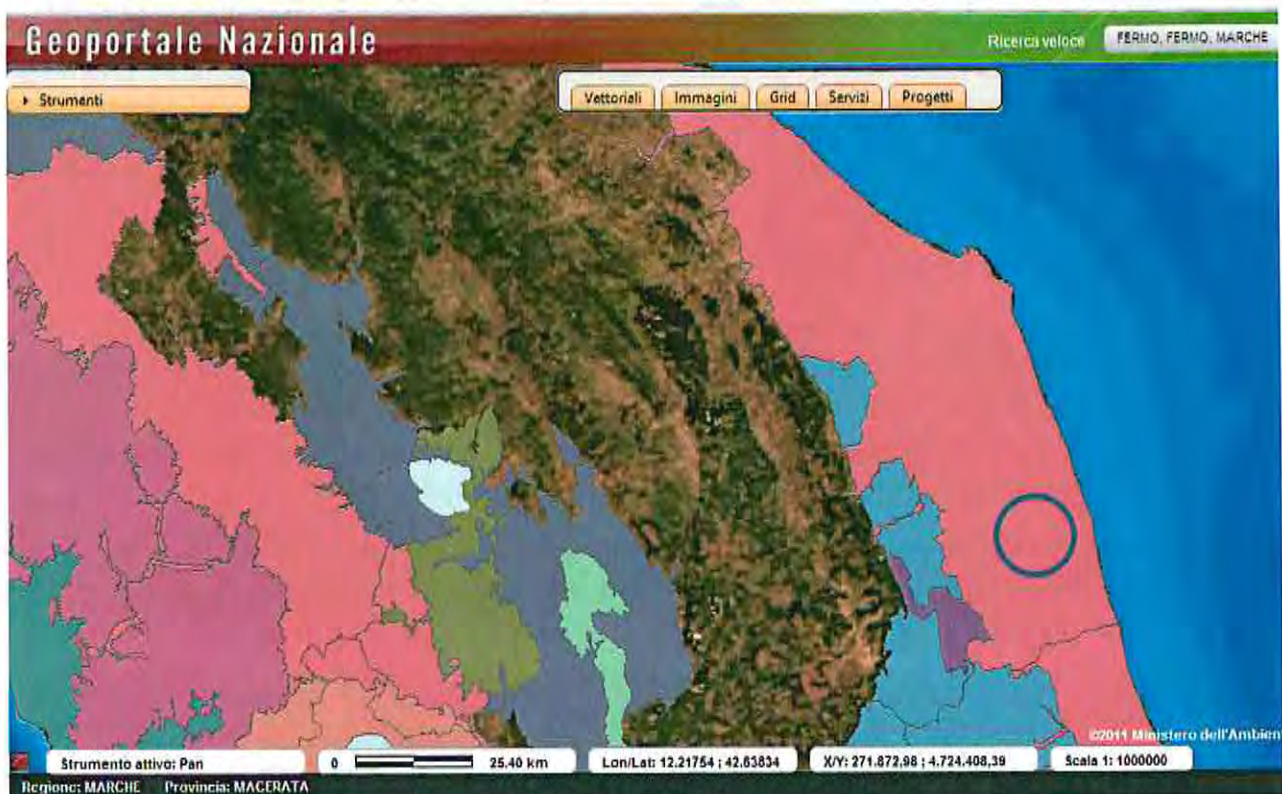 Geoportale Nazionale
Ricerca veloce FERMO, FERMO, MARCHE
Strumenti
Vettoriali Immagini Grid Servizi Progetti
©2011 Ministero dell'Ambien
Strumento attivo: Pan 0 25.40 km Lon/Lat: 12.21754 ; 42.63834 X/Y: 271.872,98 ; 4.724.408,39 Scala 1: 1000000
Regione: MARCHE Provincia: MACERATA